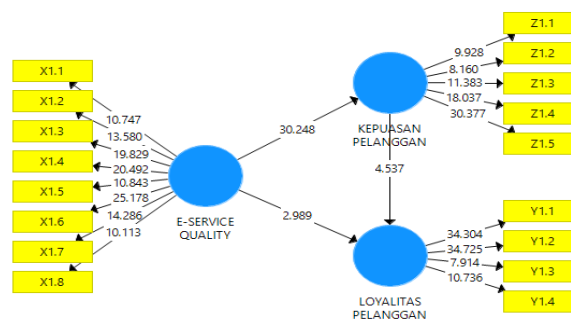 X1.1
X1.2
X1.3
X1.4
X1.5
X1.6
X1.7
X1.8
10.747
13.580
19.829
20.492
10.843
25.178
14.286
10.113
E-SERVICE
QUALITY
30.248
2.989
KEPUASAN
PELANGGAN
4.537
LOYALITAS
PELANGGAN
9.928
8.160
11.383
18.037
30.377
Z1.1
Z1.2
Z1.3
Z1.4
Z1.5
34.304
34.725
7.914
10.736
Y1.1
Y1.2
Y1.3
Y1.4